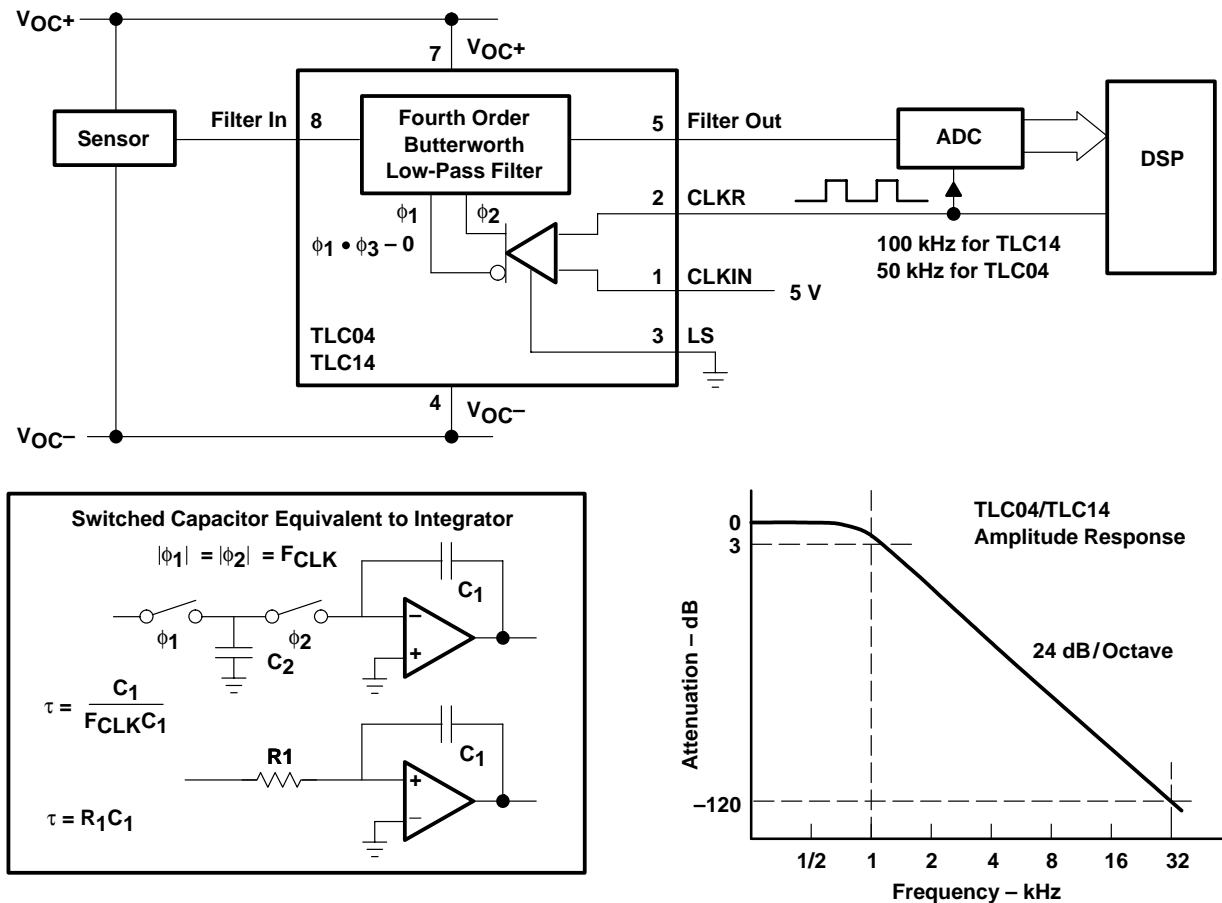 VOC+
7
VOC+
Sensor
Filter In
8
Fourth Order
Butterworth
Low-Pass Filter
5
Filter Out
ADC
DSP
ϕ1
ϕ2
ϕ1 • ϕ3 – 0
2
CLKR
100 kHz for TLC14
50 kHz for TLC04
1
CLKIN
5 V
3
LS
TLC04
TLC14
4
VOC–
VOC–
Switched Capacitor Equivalent to Integrator
|ϕ1| = |ϕ2| = FCLK
C1
ϕ1
ϕ2
C2
–
+
τ = C1 / FCLKC1
R1
C1
+
–
τ = R1C1
TLC04/TLC14
Amplitude Response
0
3
–120
Attenuation – dB
24 dB/Octave
1/2 1 2 4 8 16 32
Frequency – kHz